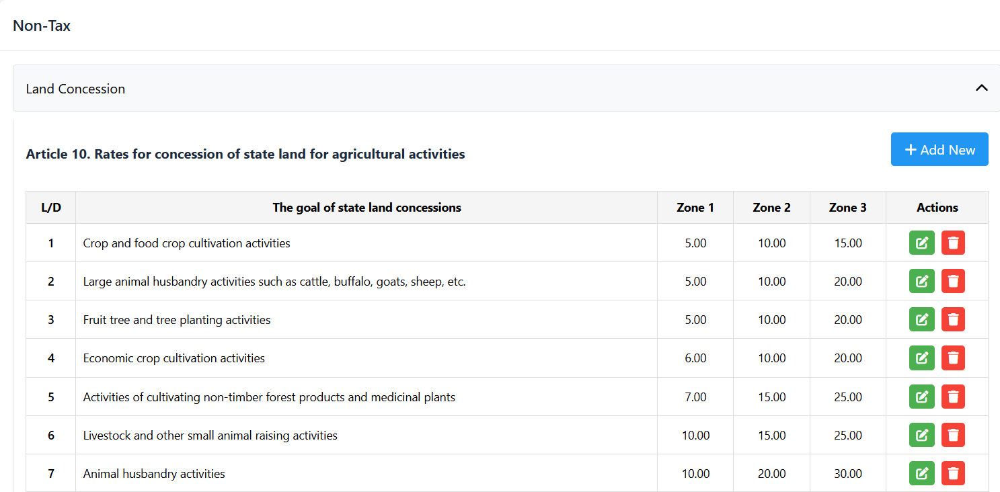 Non-Tax
Land Concession
Article 10. Rates for concession of state land for agricultural activities
+ Add New
L/D The goal of state land concessions Zone 1 Zone 2 Zone 3 Actions
1 Crop and food crop cultivation activities 5.00 10.00 15.00
2 Large animal husbandry activities such as cattle, buffalo, goats, sheep, etc. 5.00 10.00 20.00
3 Fruit tree and tree planting activities 5.00 10.00 20.00
4 Economic crop cultivation activities 6.00 10.00 20.00
5 Activities of cultivating non-timber forest products and medicinal plants 7.00 15.00 25.00
6 Livestock and other small animal raising activities 10.00 15.00 25.00
7 Animal husbandry activities 10.00 20.00 30.00